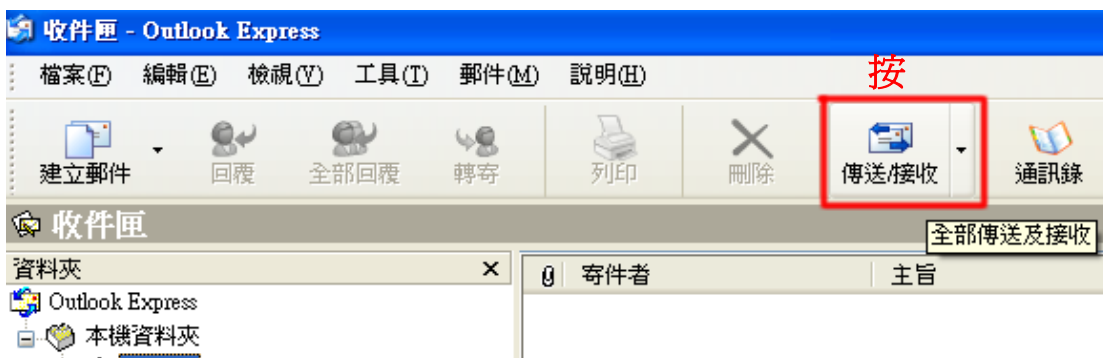 收件匣 - Outlook Express
檔案(F) 編輯(E) 檢視(V) 工具(T) 郵件(M) 說明(H)
按
建立郵件 回覆 全部回覆 轉寄 列印 刪除 傳送/接收 通訊錄
收件匣
全部傳送及接收
資料夾 × 寄件者 主旨
Outlook Express
本機資料夾